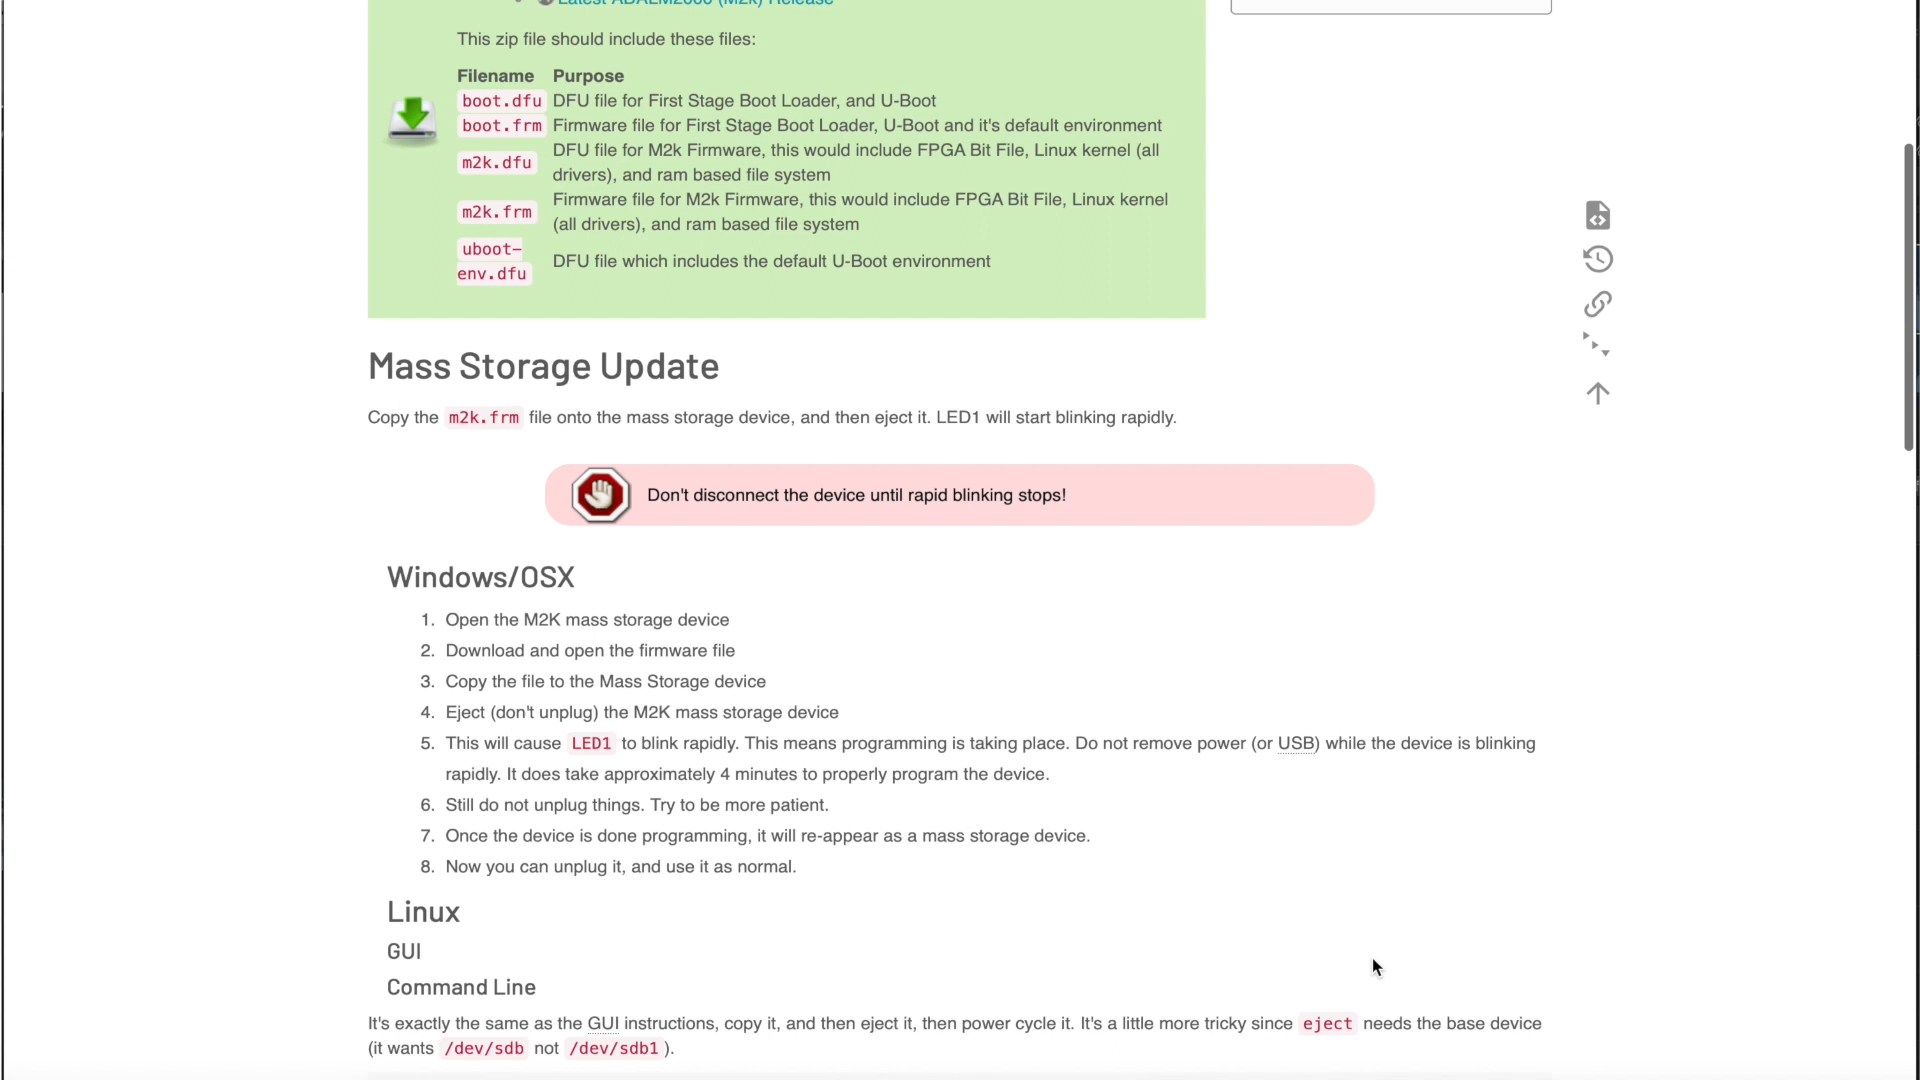 Latest ADALM2000 (M2k) Release
This zip file should include these files:
Filename Purpose
boot.dfu DFU file for First Stage Boot Loader, and U-Boot
boot.frm Firmware file for First Stage Boot Loader, U-Boot and it's default environment
m2k.dfu DFU file for M2k Firmware, this would include FPGA Bit File, Linux kernel (all
drivers), and ram based file system
m2k.frm Firmware file for M2k Firmware, this would include FPGA Bit File, Linux kernel
(all drivers), and ram based file system
uboot-
env.dfu DFU file which includes the default U-Boot environment
Mass Storage Update
Copy the m2k.frm file onto the mass storage device, and then eject it. LED1 will start blinking rapidly.
Don't disconnect the device until rapid blinking stops!
Windows/OSX
1. Open the M2K mass storage device
2. Download and open the firmware file
3. Copy the file to the Mass Storage device
4. Eject (don't unplug) the M2K mass storage device
5. This will cause LED1 to blink rapidly. This means programming is taking place. Do not remove power (or USB) while the device is blinking
rapidly. It does take approximately 4 minutes to properly program the device.
6. Still do not unplug things. Try to be more patient.
7. Once the device is done programming, it will re-appear as a mass storage device.
8. Now you can unplug it, and use it as normal.
Linux
GUI
Command Line
It's exactly the same as the GUI instructions, copy it, and then eject it, then power cycle it. It's a little more tricky since eject needs the base device
(it wants /dev/sdb not /dev/sdb1 ).